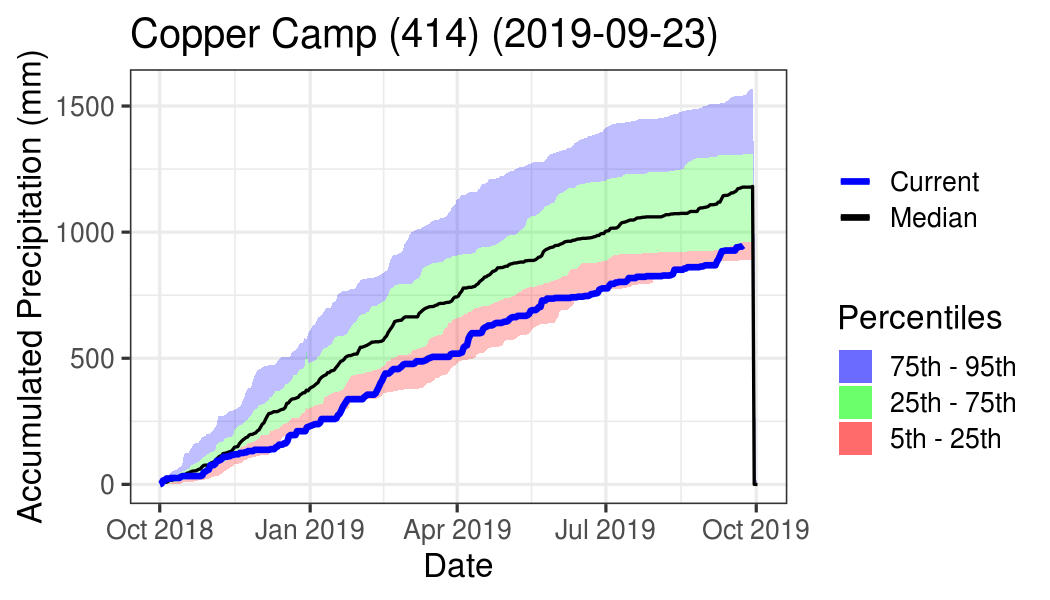 Copper Camp (414) (2019-09-23)
Accumulated Precipitation (mm)
1500
1000
500
0
Oct 2018
Jan 2019
Apr 2019
Jul 2019
Oct 2019
Date
Current
Median
Percentiles
75th - 95th
25th - 75th
5th - 25th